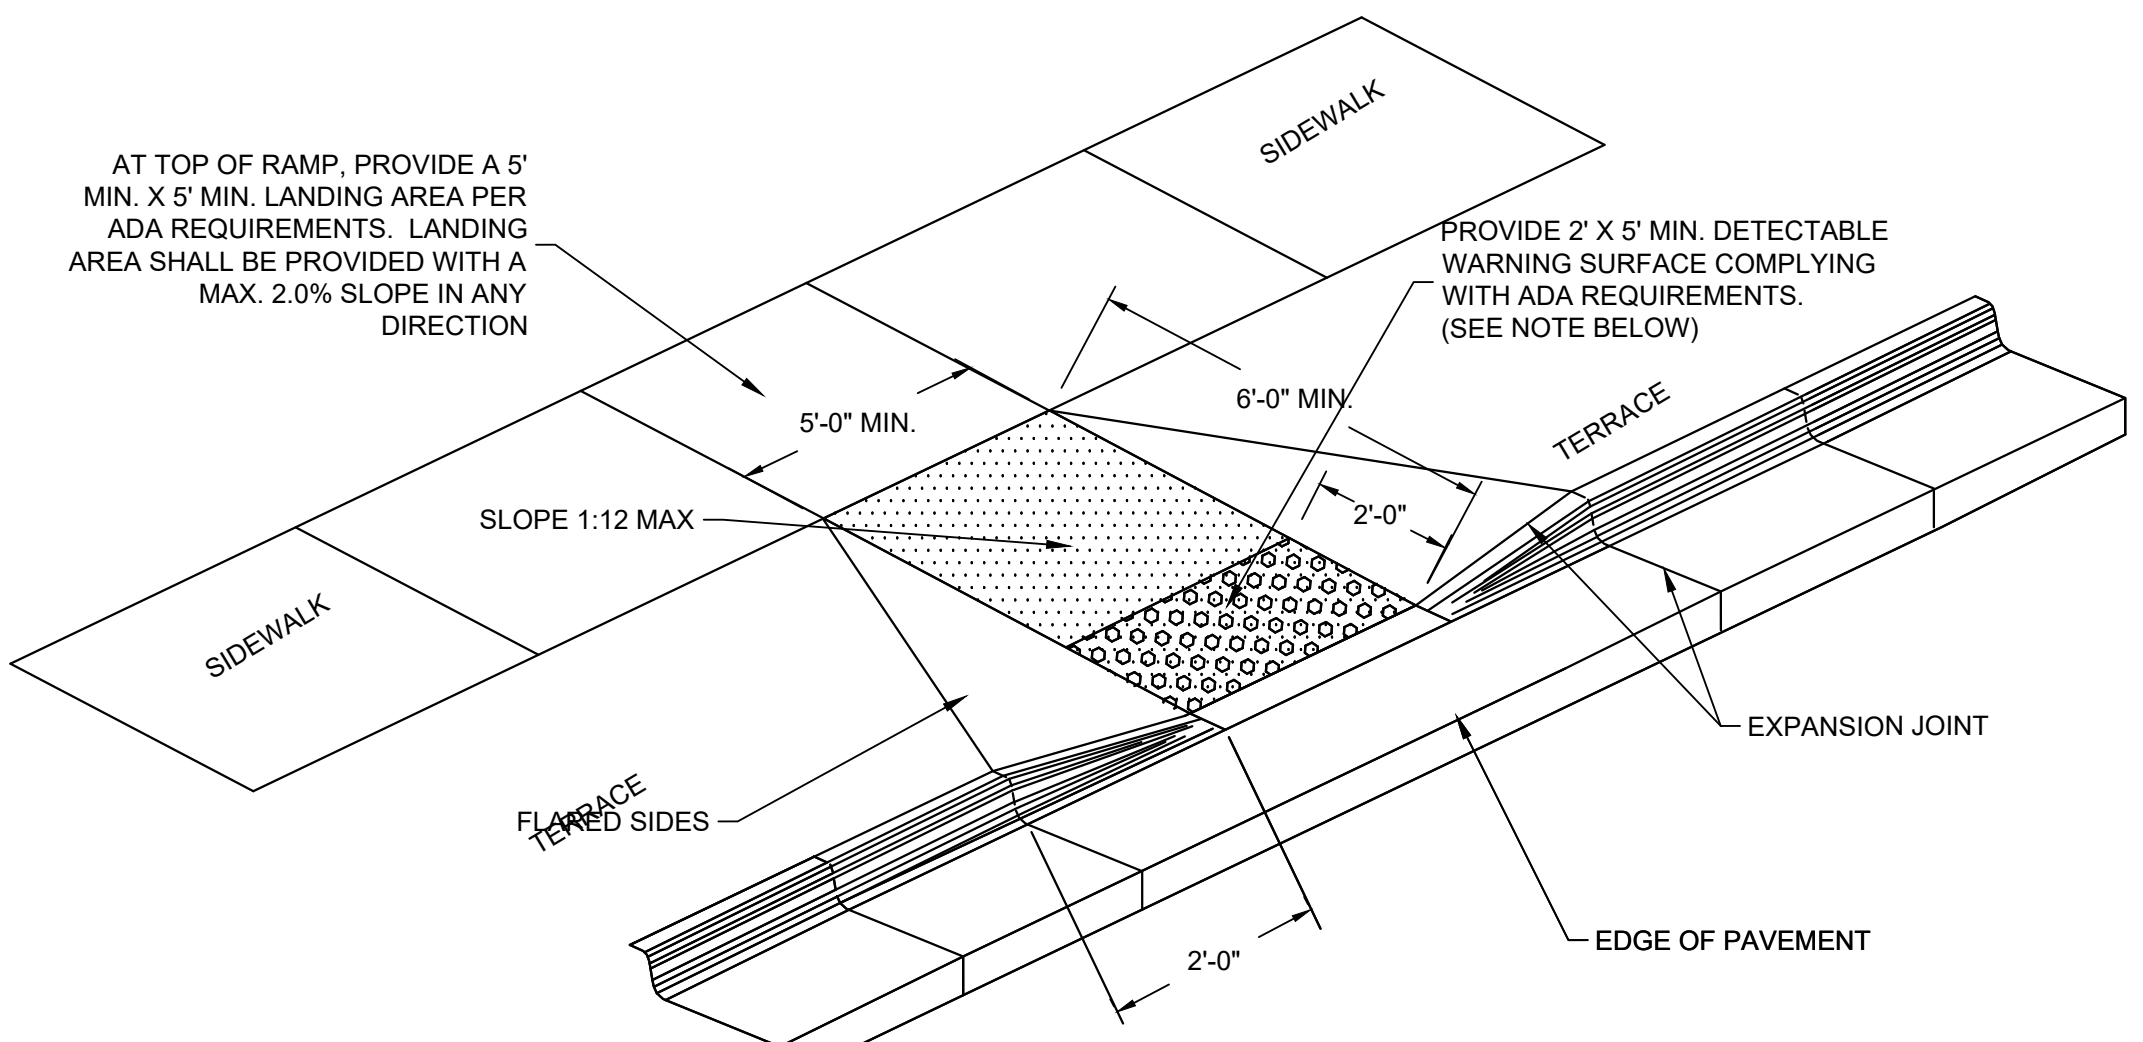 SIDEWALK
AT TOP OF RAMP, PROVIDE A 5'
MIN. X 5' MIN. LANDING AREA PER
ADA REQUIREMENTS.  LANDING
AREA SHALL BE PROVIDED WITH A
MAX. 2.0% SLOPE IN ANY
DIRECTION
PROVIDE 2' X 5' MIN. DETECTABLE
WARNING SURFACE COMPLYING
WITH ADA REQUIREMENTS.
(SEE NOTE BELOW)
6'-0" MIN.
5'-0" MIN.
TERRACE
SLOPE 1:12 MAX
2'-0"
SIDEWALK
EXPANSION JOINT
TERRACE
FLARED SIDES
EDGE OF PAVEMENT
2'-0"